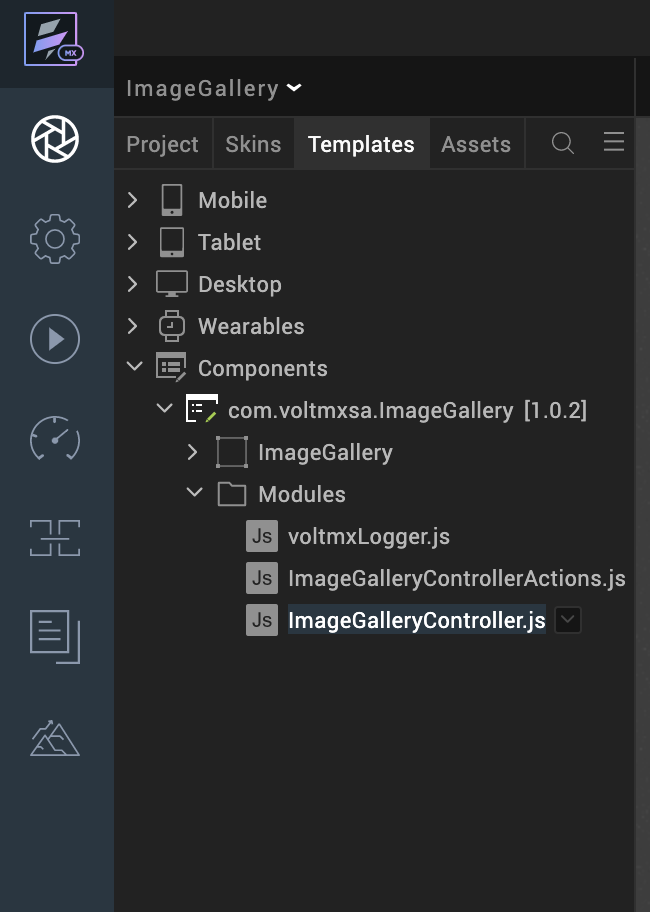 MX
ImageGallery
Project Skins Templates Assets
Mobile
Tablet
Desktop
Wearables
Components
com.voltmxsa.ImageGallery [1.0.2]
ImageGallery
Modules
Js voltmxLogger.js
Js ImageGalleryControllerActions.js
Js ImageGalleryController.js